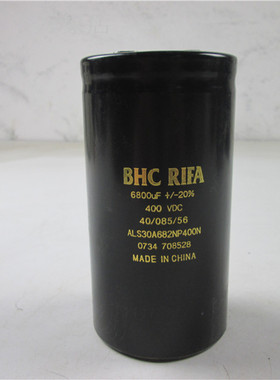 BHC RIFA
6800uF +/-20%
400 VDC
40/085/56
ALS30A682NP400N
0734 708528
MADE IN CHINA